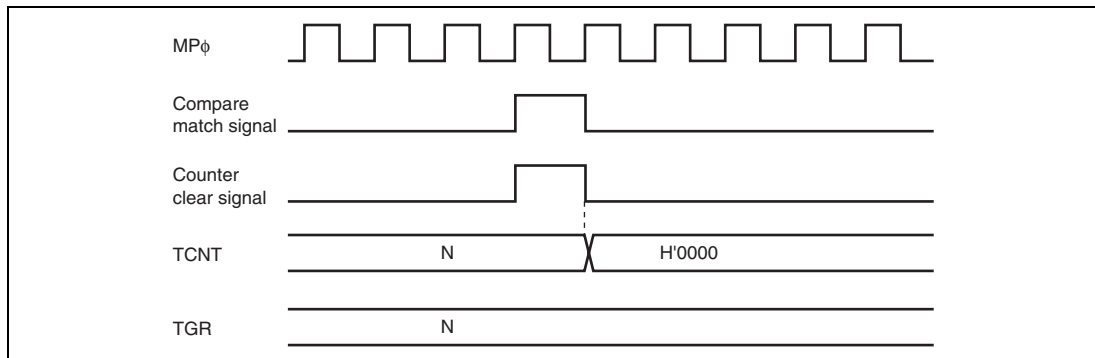 MPϕ
Compare
match signal
Counter
clear signal
TCNT N H'0000
TGR N